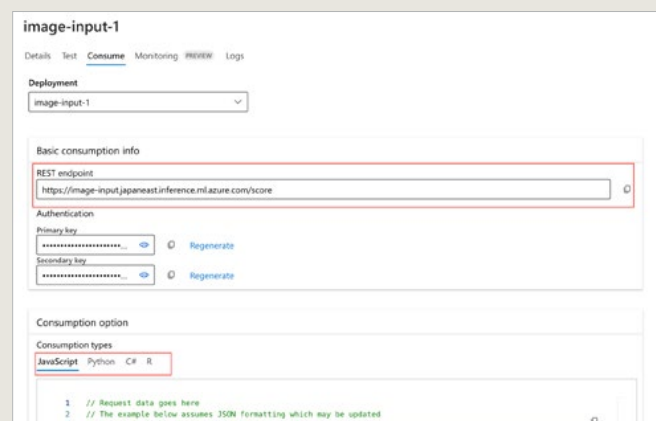 image-input-1
Details Test Consume Monitoring PREVIEW Logs
Deployment
image-input-1
Basic consumption info
REST endpoint
https://image-input.japaneast.inference.ml.azure.com/score
Authentication
Primary key
••••••••••••••••••••••...
Regenerate
Secondary key
••••••••••••••••••••••...
Regenerate
Consumption option
Consumption types
JavaScript Python C# R
1 // Request data goes here
2 // The example below assumes JSON formatting which may be updated